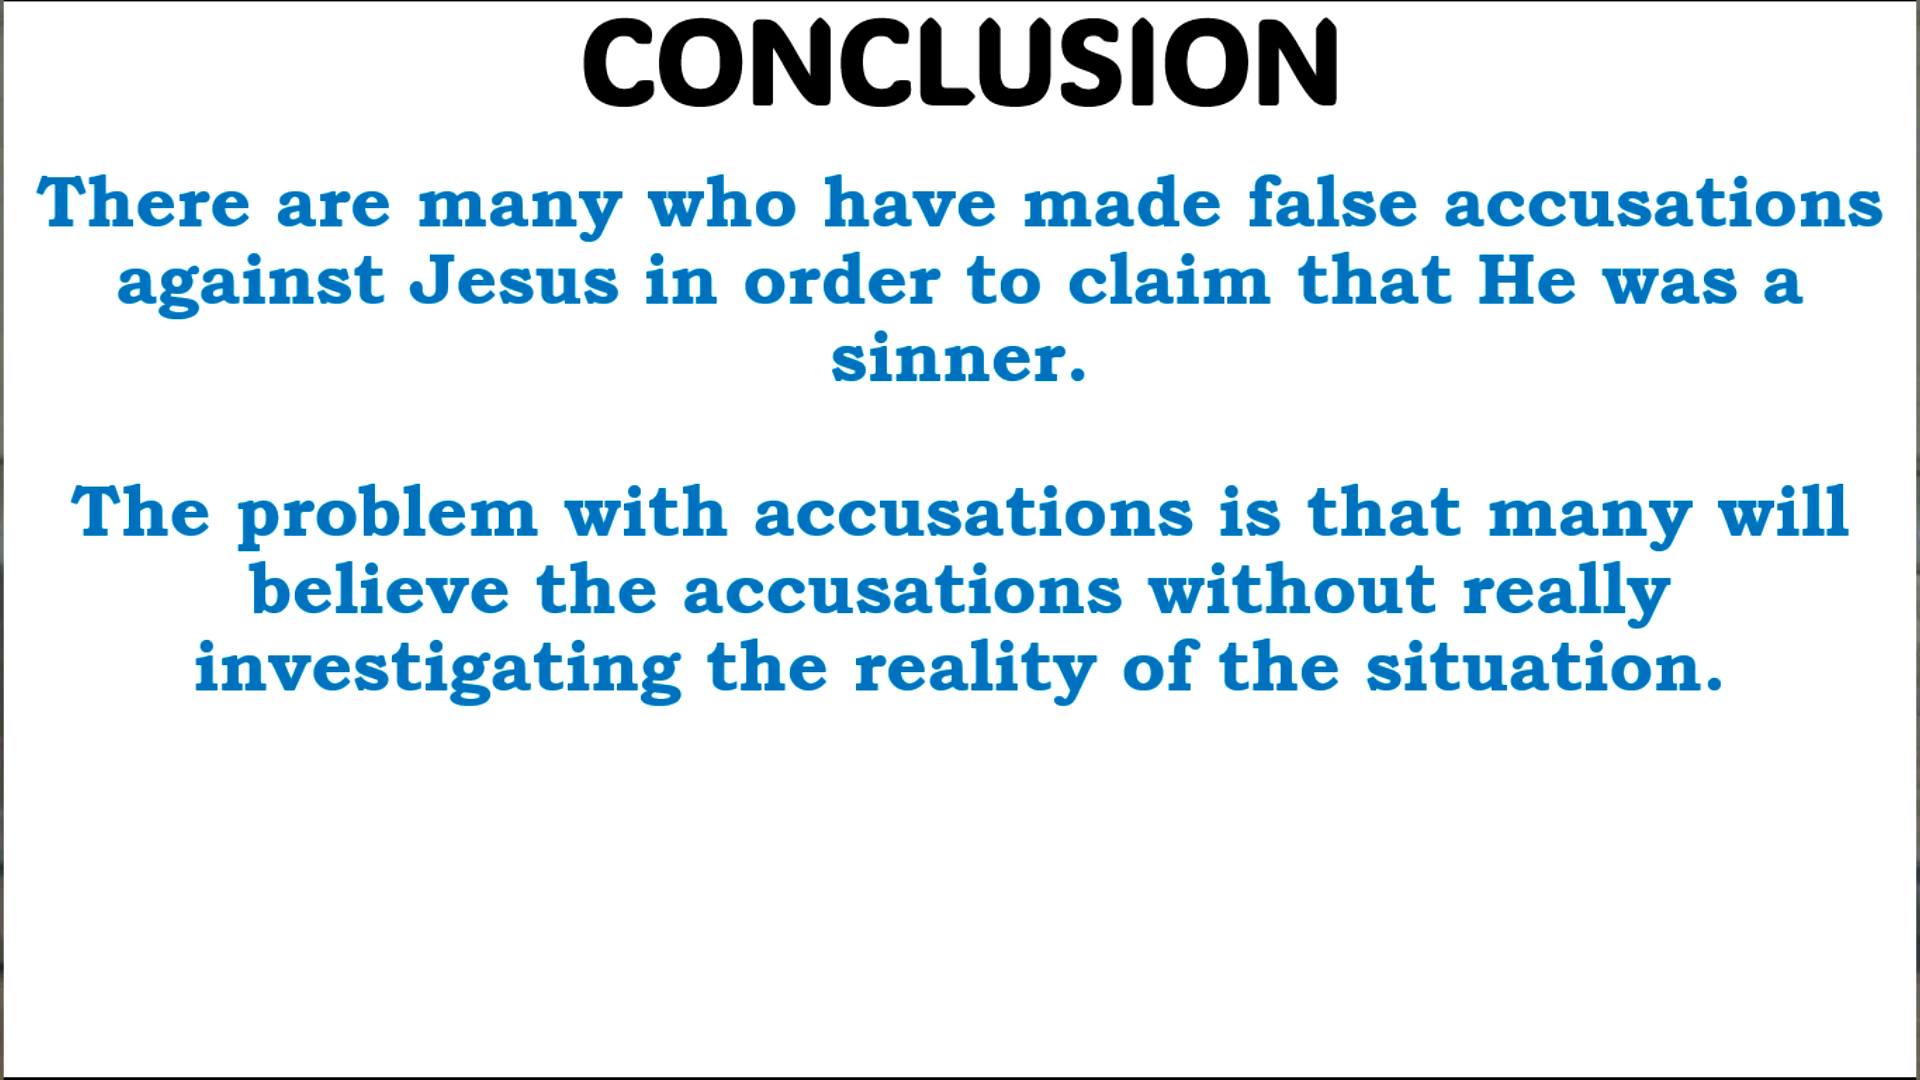 CONCLUSION
There are many who have made false accusations
against Jesus in order to claim that He was a
sinner.
The problem with accusations is that many will
believe the accusations without really
investigating the reality of the situation.